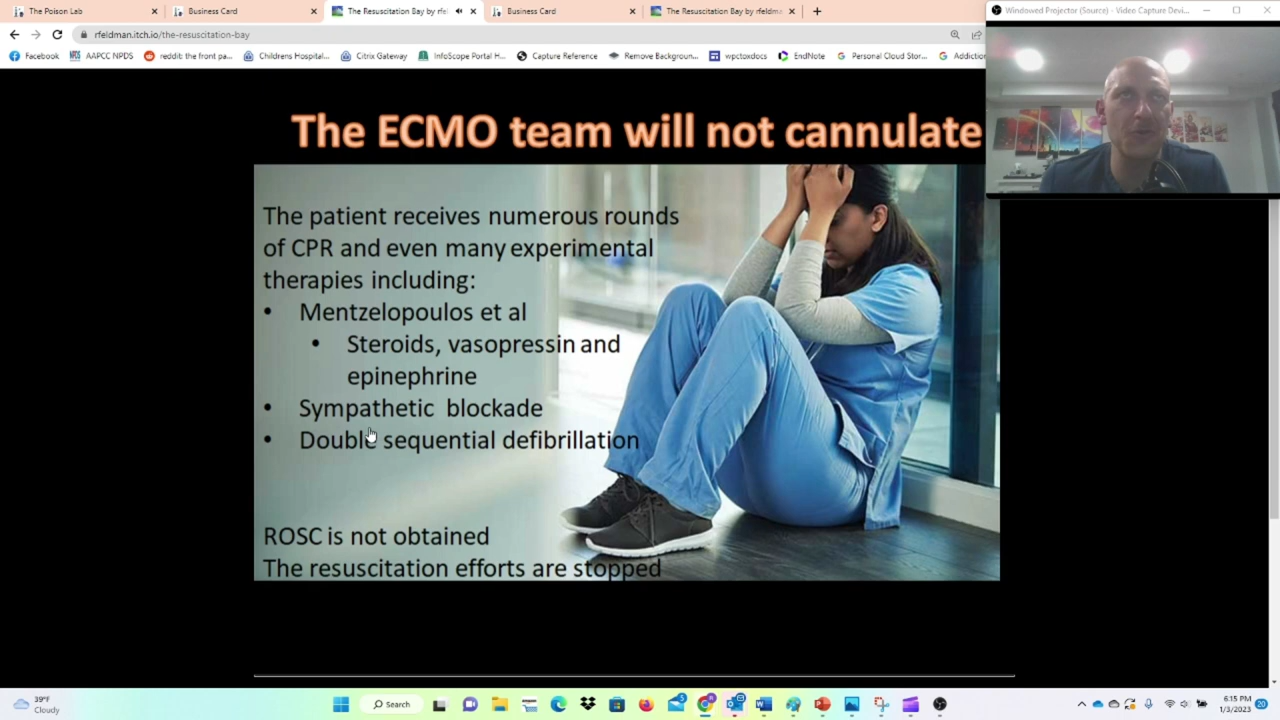 The Poison Lab
Business Card
The Resuscitation Bay by rfel
Business Card
The Resuscitation Bay by rfeldm
Windowed Projector (Source) - Video Capture Devi...
rfeldman.itch.io/the-resuscitation-bay
Facebook
AAPCC NPDS
reddit: the front pa...
Childrens Hospital...
Citrix Gateway
InfoScope Portal H...
Capture Reference
Remove Backgroun...
wpctoxdocs
EndNote
Personal Cloud Stor...
Addiction
The ECMO team will not cannulate
The patient receives numerous rounds
of CPR and even many experimental
therapies including:
• Mentzelopoulos et al
• Steroids, vasopressin and
epinephrine
• Sympathetic blockade
• Double sequential defibrillation
ROSC is not obtained
The resuscitation efforts are stopped
39°F
Cloudy
Search
6:15 PM
1/3/2023
20